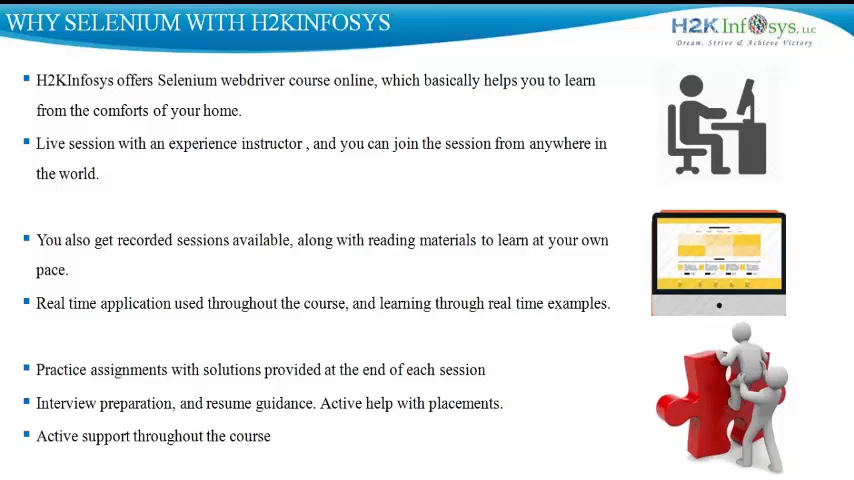 WHY SELENIUM WITH H2KINFOSYS
H2K Infosys, LLC
Dream, Strive & Achieve Victory
H2KInfosys offers Selenium webdriver course online, which basically helps you to learn
from the comforts of your home.
Live session with an experience instructor , and you can join the session from anywhere in
the world.
You also get recorded sessions available, along with reading materials to learn at your own
pace.
Real time application used throughout the course, and learning through real time examples.
Practice assignments with solutions provided at the end of each session
Interview preparation, and resume guidance. Active help with placements.
Active support throughout the course